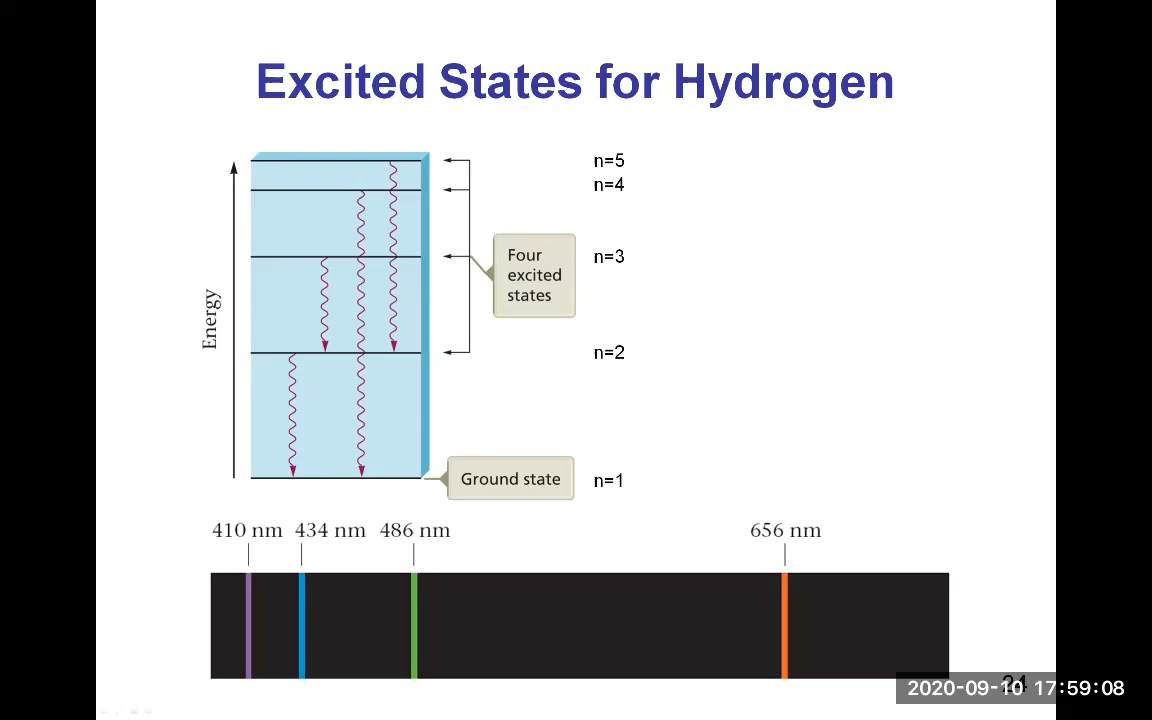 Excited States for Hydrogen
n=5
n=4
Four
excited
states
n=3
Energy
n=2
Ground state
n=1
410 nm 434 nm 486 nm 656 nm
24
2020-09-10 17:59:08